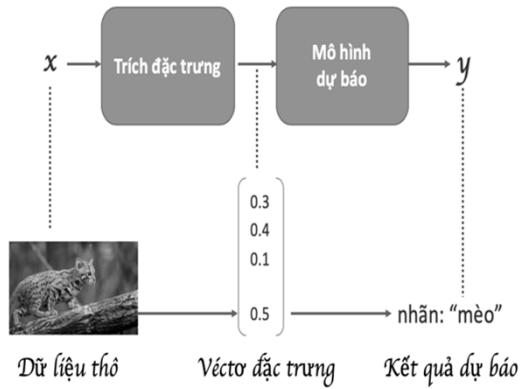 x
Trích đặc trưng
Mô hình
dự báo
y
0.3
0.4
0.1
0.5
nhãn: “mèo”
Dữ liệu thô
Véctơ đặc trưng
Kết quả dự báo